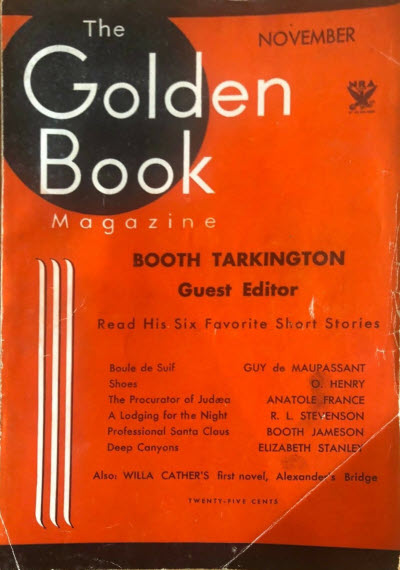 The
NOVEMBER
Golden
NRA
Book
Magazine
BOOTH TARKINGTON
Guest Editor
Read His Six Favorite Short Stories
Boule de Suif GUY de MAUPASSANT
Shoes O. HENRY
The Procurator of Judæa ANATOLE FRANCE
A Lodging for the Night R. L. STEVENSON
Professional Santa Claus BOOTH JAMESON
Deep Canyons ELIZABETH STANLEY
Also: WILLA CATHER'S first novel, Alexander's Bridge
TWENTY-FIVE CENTS